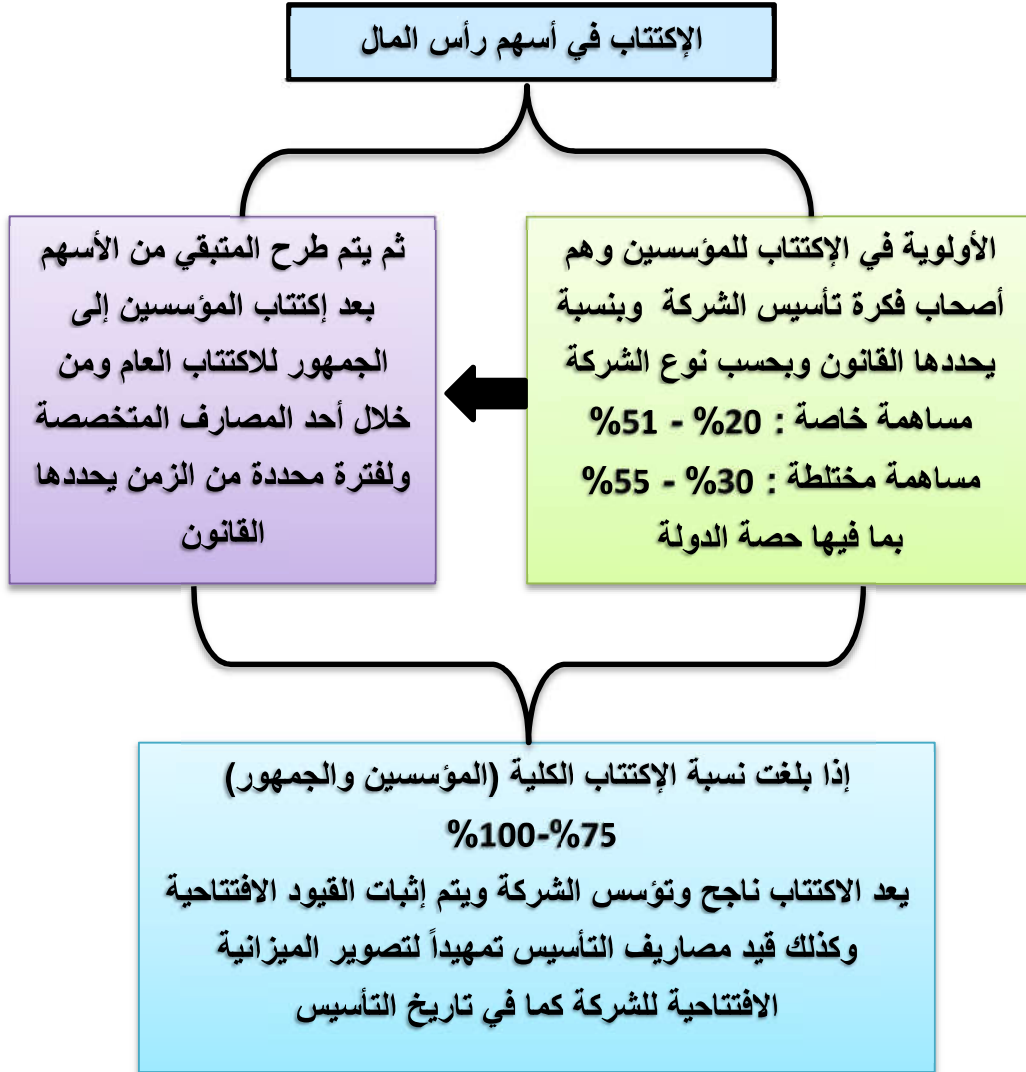 الإكتتاب في أسهم رأس المال
الأولوية في الإكتتاب للمؤسسين وهم
أصحاب فكرة تأسيس الشركة وبنسبة
يحددها القانون وبحسب نوع الشركة
مساهمة خاصة : 20% - 51%
مساهمة مختلطة : 30% - 55%
بما فيها حصة الدولة
ثم يتم طرح المتبقي من الأسهم
بعد إكتتاب المؤسسين إلى
الجمهور للاكتتاب العام ومن
خلال أحد المصارف المتخصصة
ولفترة محددة من الزمن يحددها
القانون
إذا بلغت نسبة الإكتتاب الكلية (المؤسسين والجمهور)
75%-100%
يعد الاكتتاب ناجح وتؤسس الشركة ويتم إثبات القيود الافتتاحية
وكذلك قيد مصاريف التأسيس تمهيداً لتصوير الميزانية
الافتتاحية للشركة كما في تاريخ التأسيس